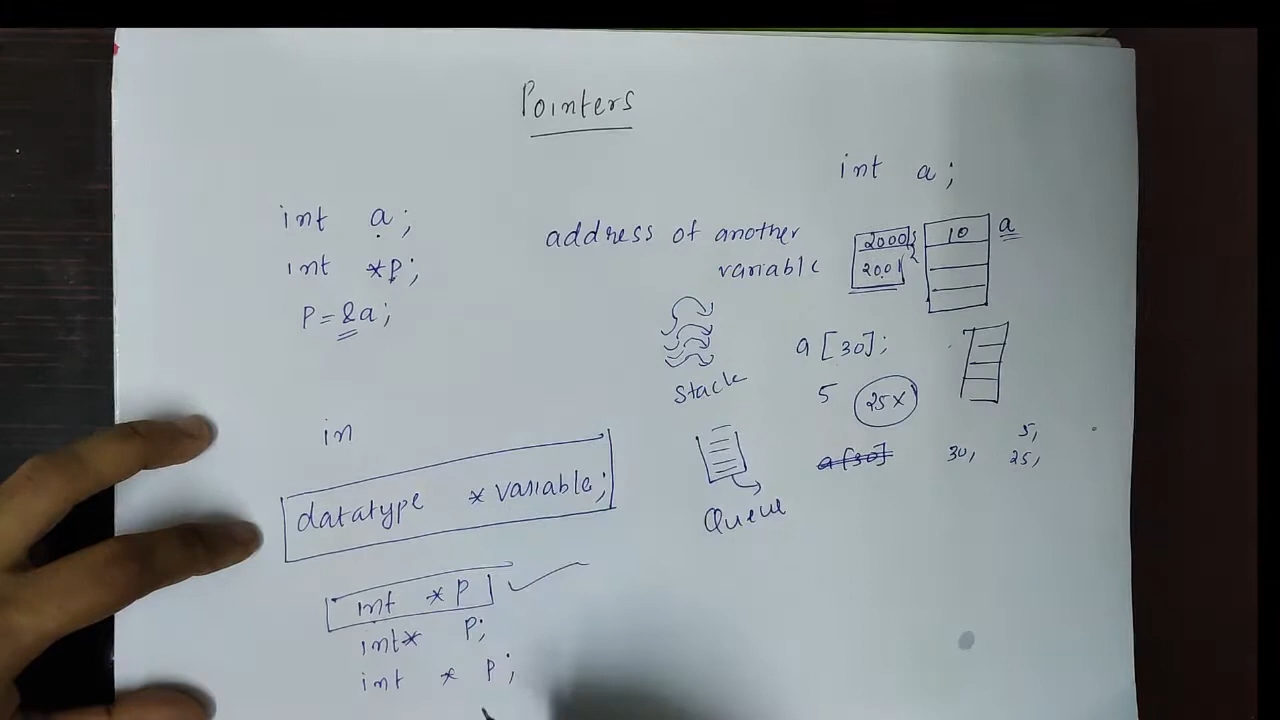 Pointers
int a;
int *p;
p=&a;
address of another
variable
int a;
2000
2001
10
a
Stack
a[30];
5
25x
Queue
a[30]
30,
5,
25,
in
datatype *variable;
int *p
int* p;
int * p;